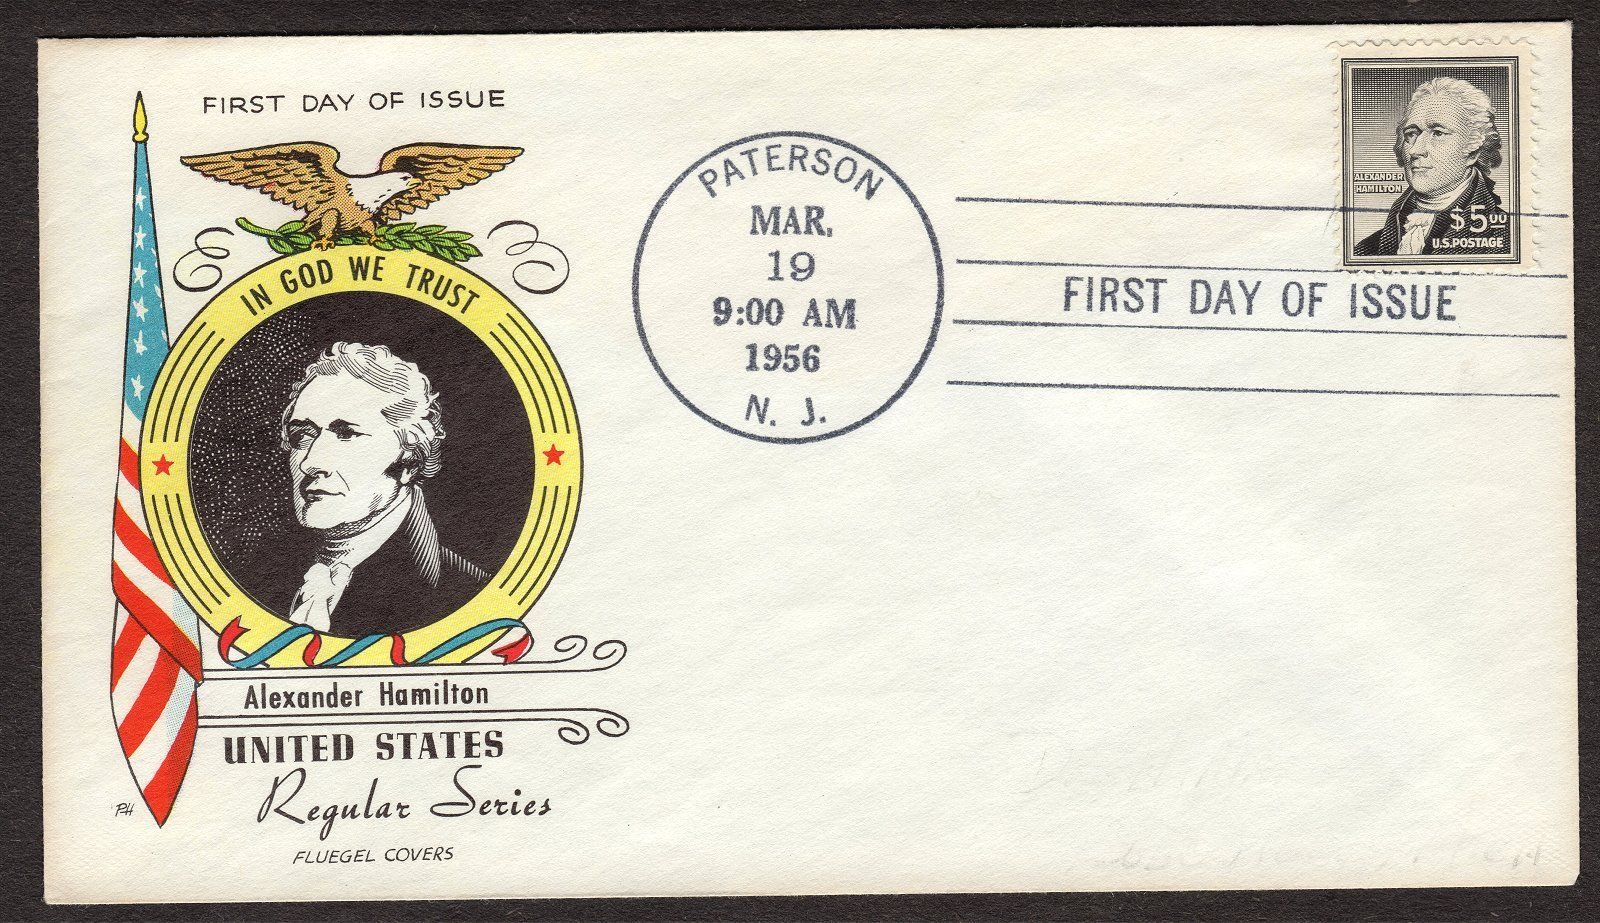 FIRST DAY OF ISSUE
IN GOD WE TRUST
Alexander Hamilton
UNITED STATES
Regular Series
PH
FLUEGEL COVERS
PATERSON
MAR.
19
9:00 AM
1956
N. J.
FIRST DAY OF ISSUE
ALEXANDER
HAMILTON
$5.00
U.S.POSTAGE